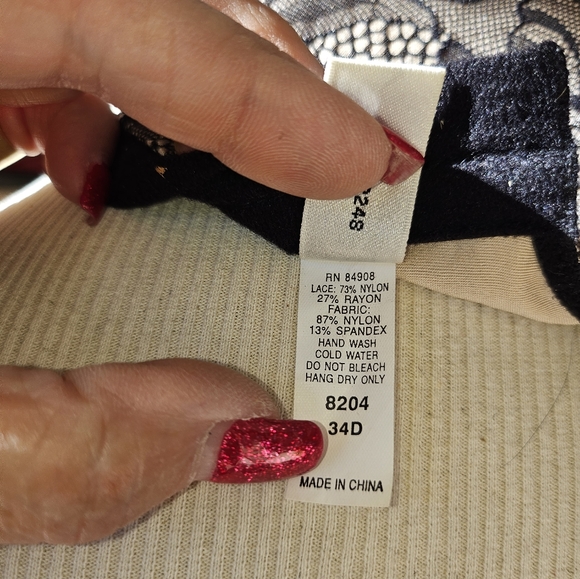 248
RN 84908
LACE: 73% NYLON
27% RAYON
FABRIC:
87% NYLON
13% SPANDEX
HAND WASH
COLD WATER
DO NOT BLEACH
HANG DRY ONLY
8204
34D
MADE IN CHINA